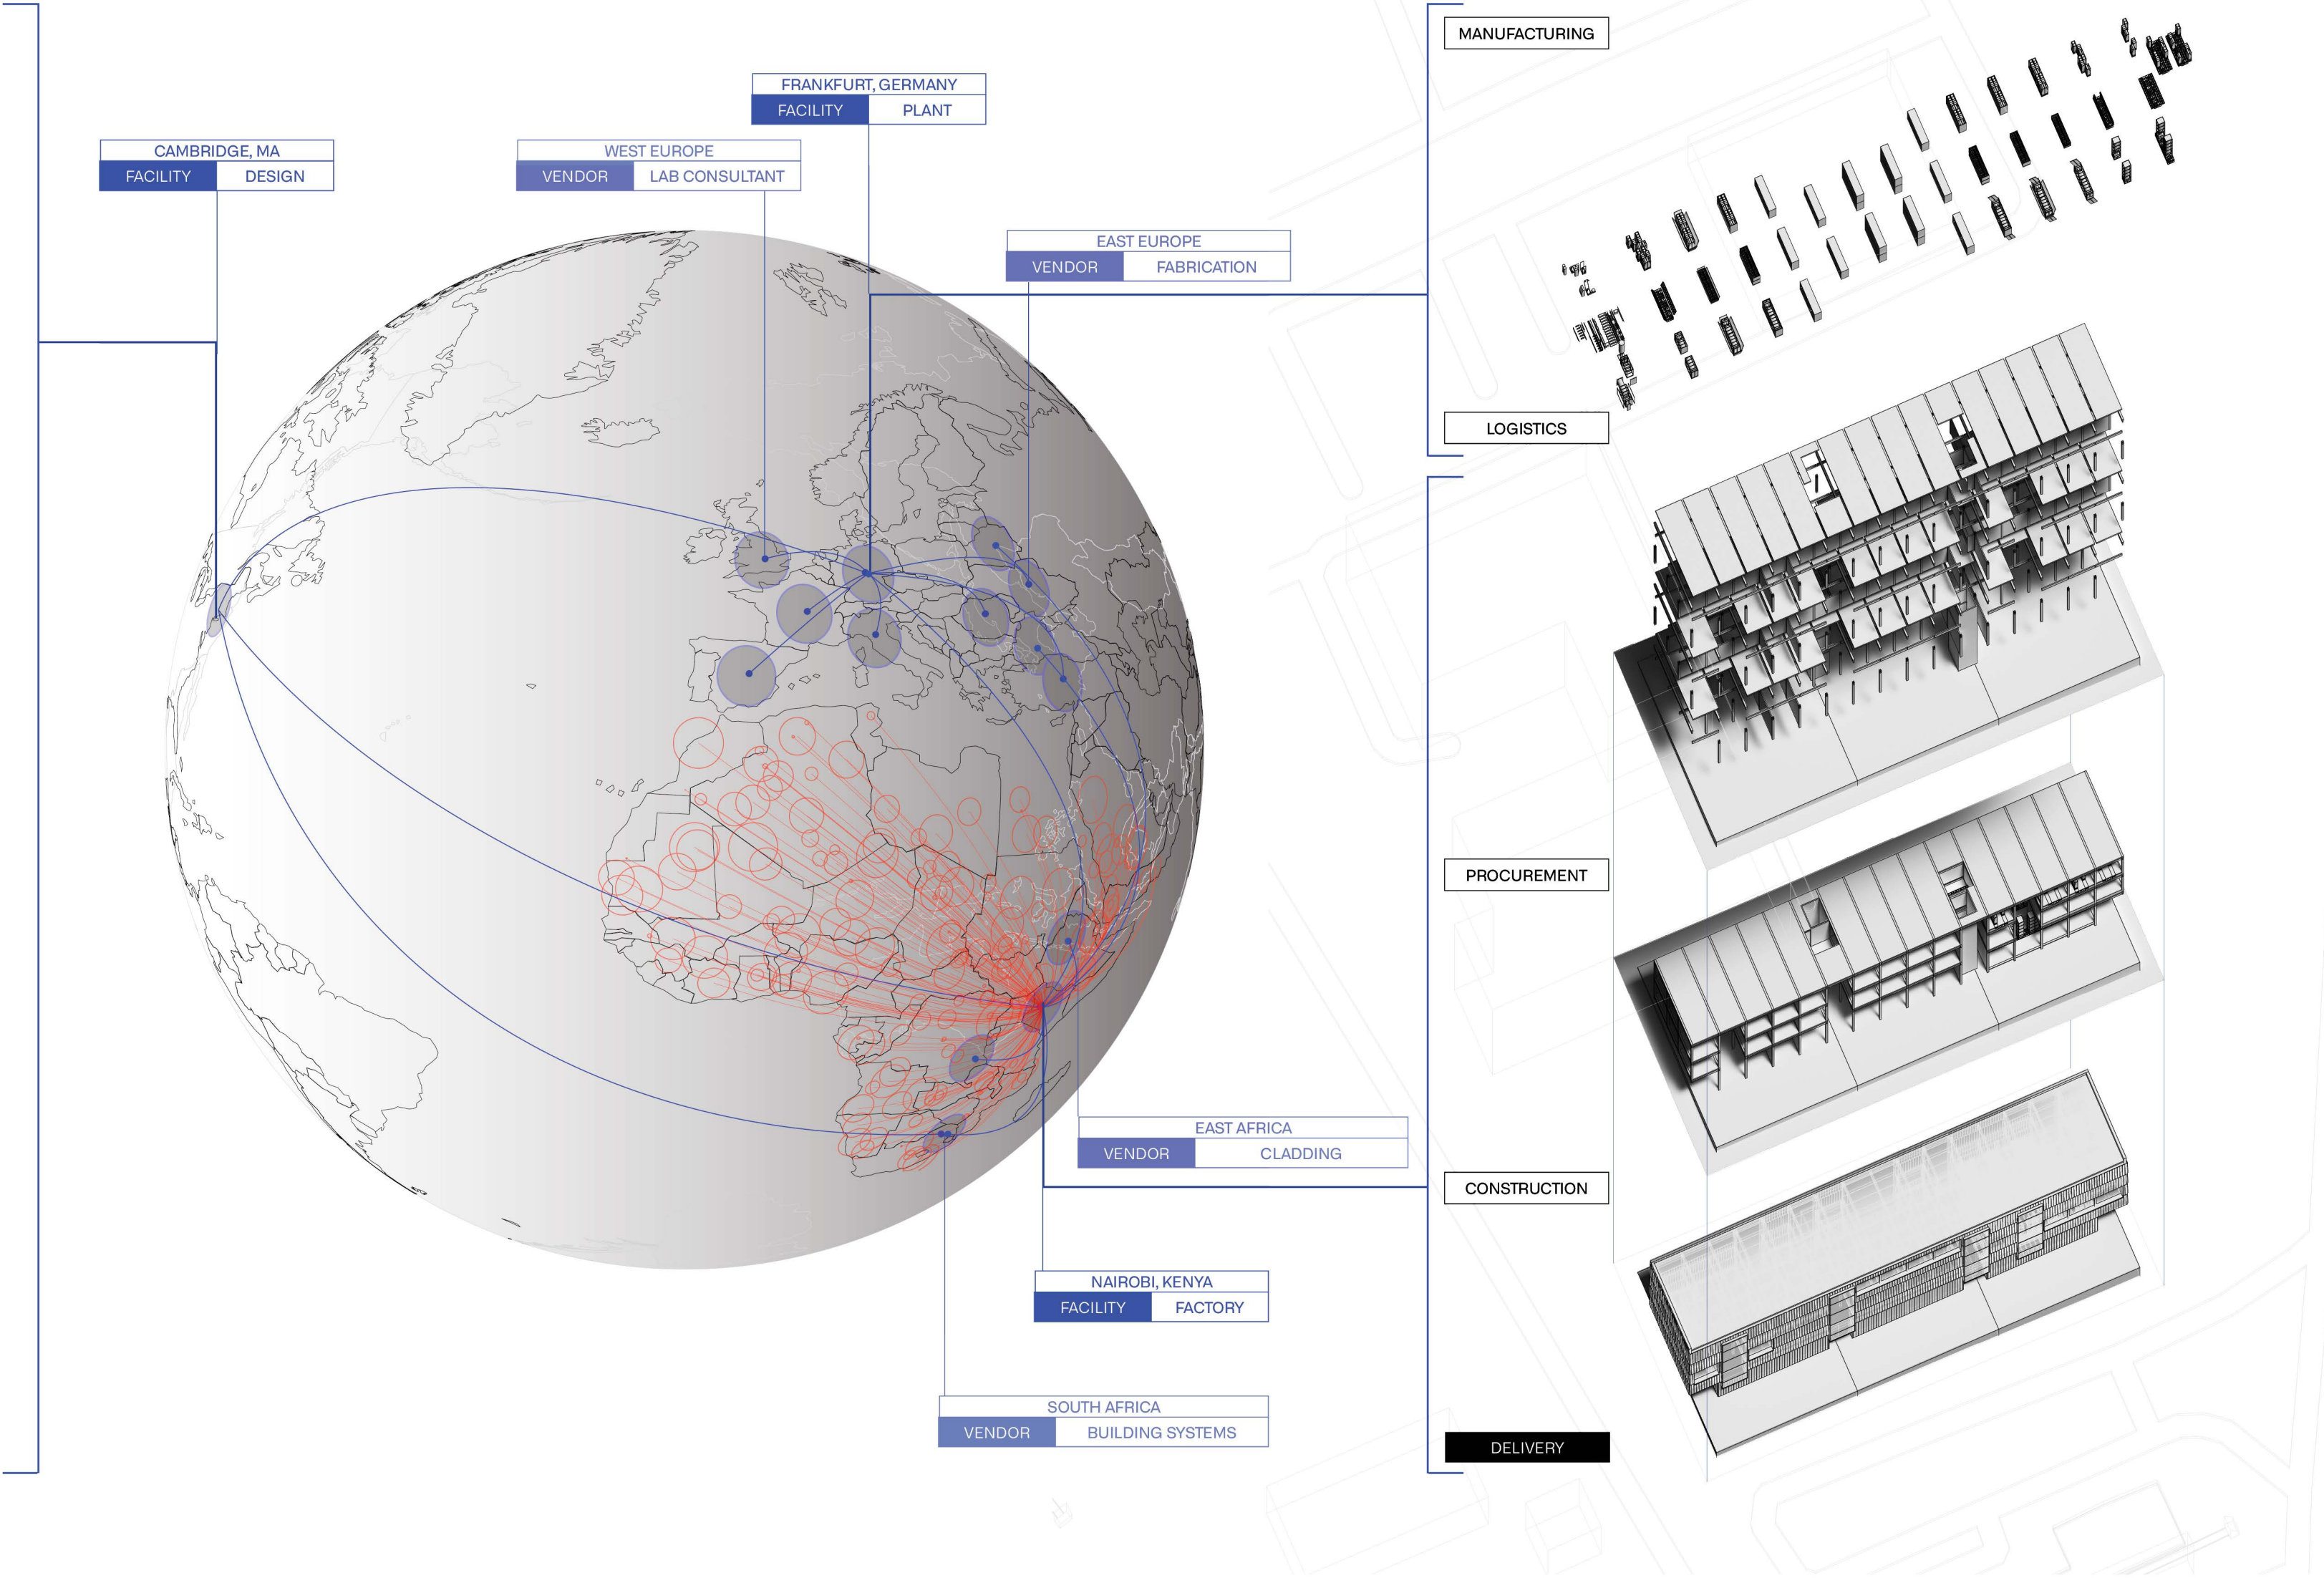 CAMBRIDGE, MA
FACILITY DESIGN
WEST EUROPE
VENDOR LAB CONSULTANT
FRANKFURT, GERMANY
FACILITY PLANT
EAST EUROPE
VENDOR FABRICATION
EAST AFRICA
VENDOR CLADDING
NAIROBI, KENYA
FACILITY FACTORY
SOUTH AFRICA
VENDOR BUILDING SYSTEMS
MANUFACTURING
LOGISTICS
PROCUREMENT
CONSTRUCTION
DELIVERY